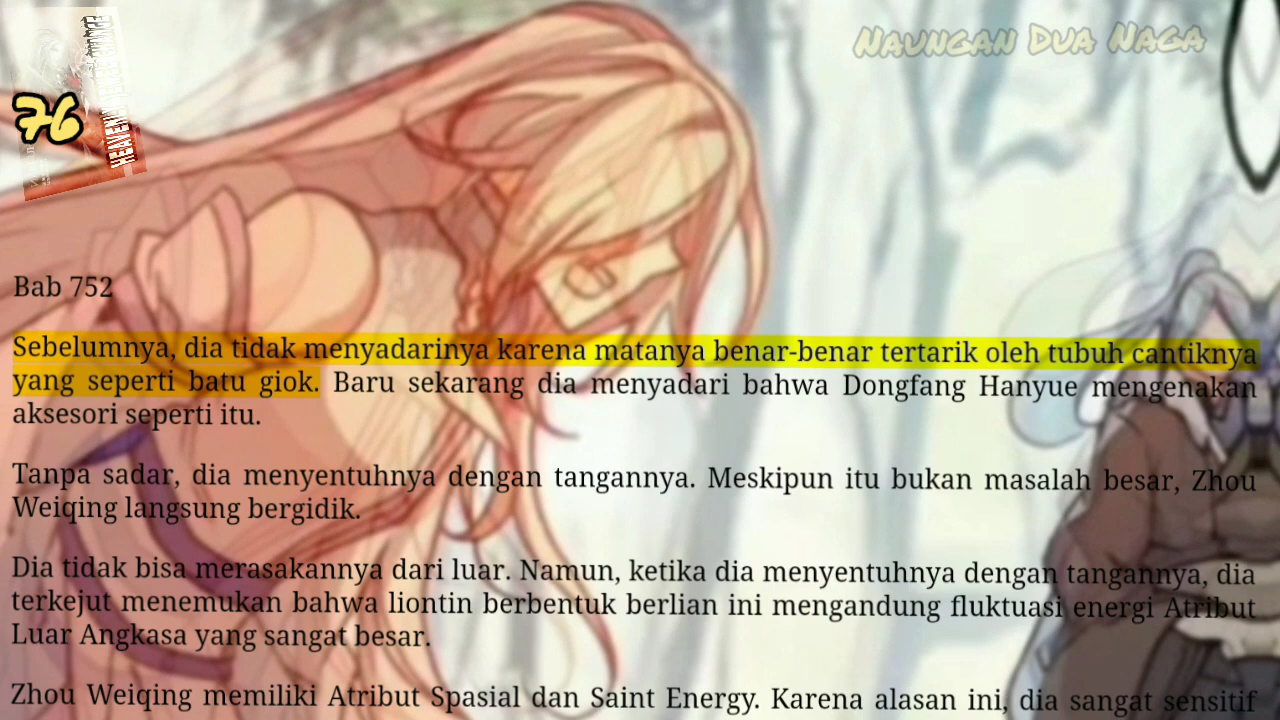 Naungan Dua Naga
76
Bab 752
Sebelumnya, dia tidak menyadarinya karena matanya benar-benar tertarik oleh tubuh cantiknya
yang seperti batu giok. Baru sekarang dia menyadari bahwa Dongfang Hanyue mengenakan
aksesori seperti itu.
Tanpa sadar, dia menyentuhnya dengan tangannya. Meskipun itu bukan masalah besar, Zhou
Weiqing langsung bergidik.
Dia tidak bisa merasakannya dari luar. Namun, ketika dia menyentuhnya dengan tangannya, dia
terkejut menemukan bahwa liontin berbentuk berlian ini mengandung fluktuasi energi Atribut
Luar Angkasa yang sangat besar.
Zhou Weiqing memiliki Atribut Spasial dan Saint Energy. Karena alasan ini, dia sangat sensitif